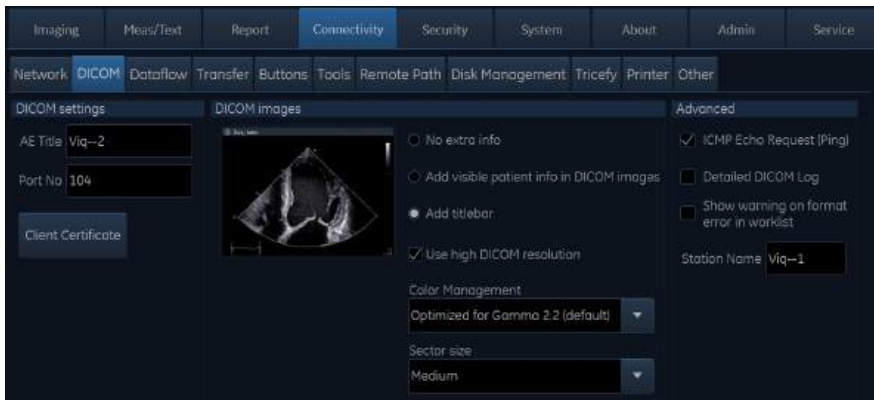 Imaging Meas/Text Report Connectivity Security System About Admin Service
Network DICOM Dataflow Transfer Buttons Tools Remote Path Disk Management Tricefy Printer Other
DICOM settings
AE Title Viq--2
Port No 104
Client Certificate
DICOM images
No extra info
Add visible patient info in DICOM images
Add titlebar
Use high DICOM resolution
Color Management
Optimized for Gamma 2.2 (default)
Sector size
Medium
Advanced
ICMP Echo Request (Ping)
Detailed DICOM Log
Show warning on format
error in worklist
Station Name Viq--1